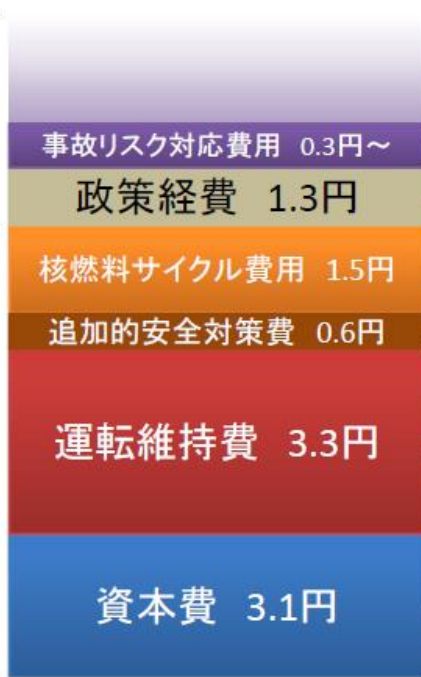 事故リスク対応費用 0.3円～
政策経費 1.3円
核燃料サイクル費用 1.5円
追加的安全対策費 0.6円
運転維持費 3.3円
資本費 3.1円